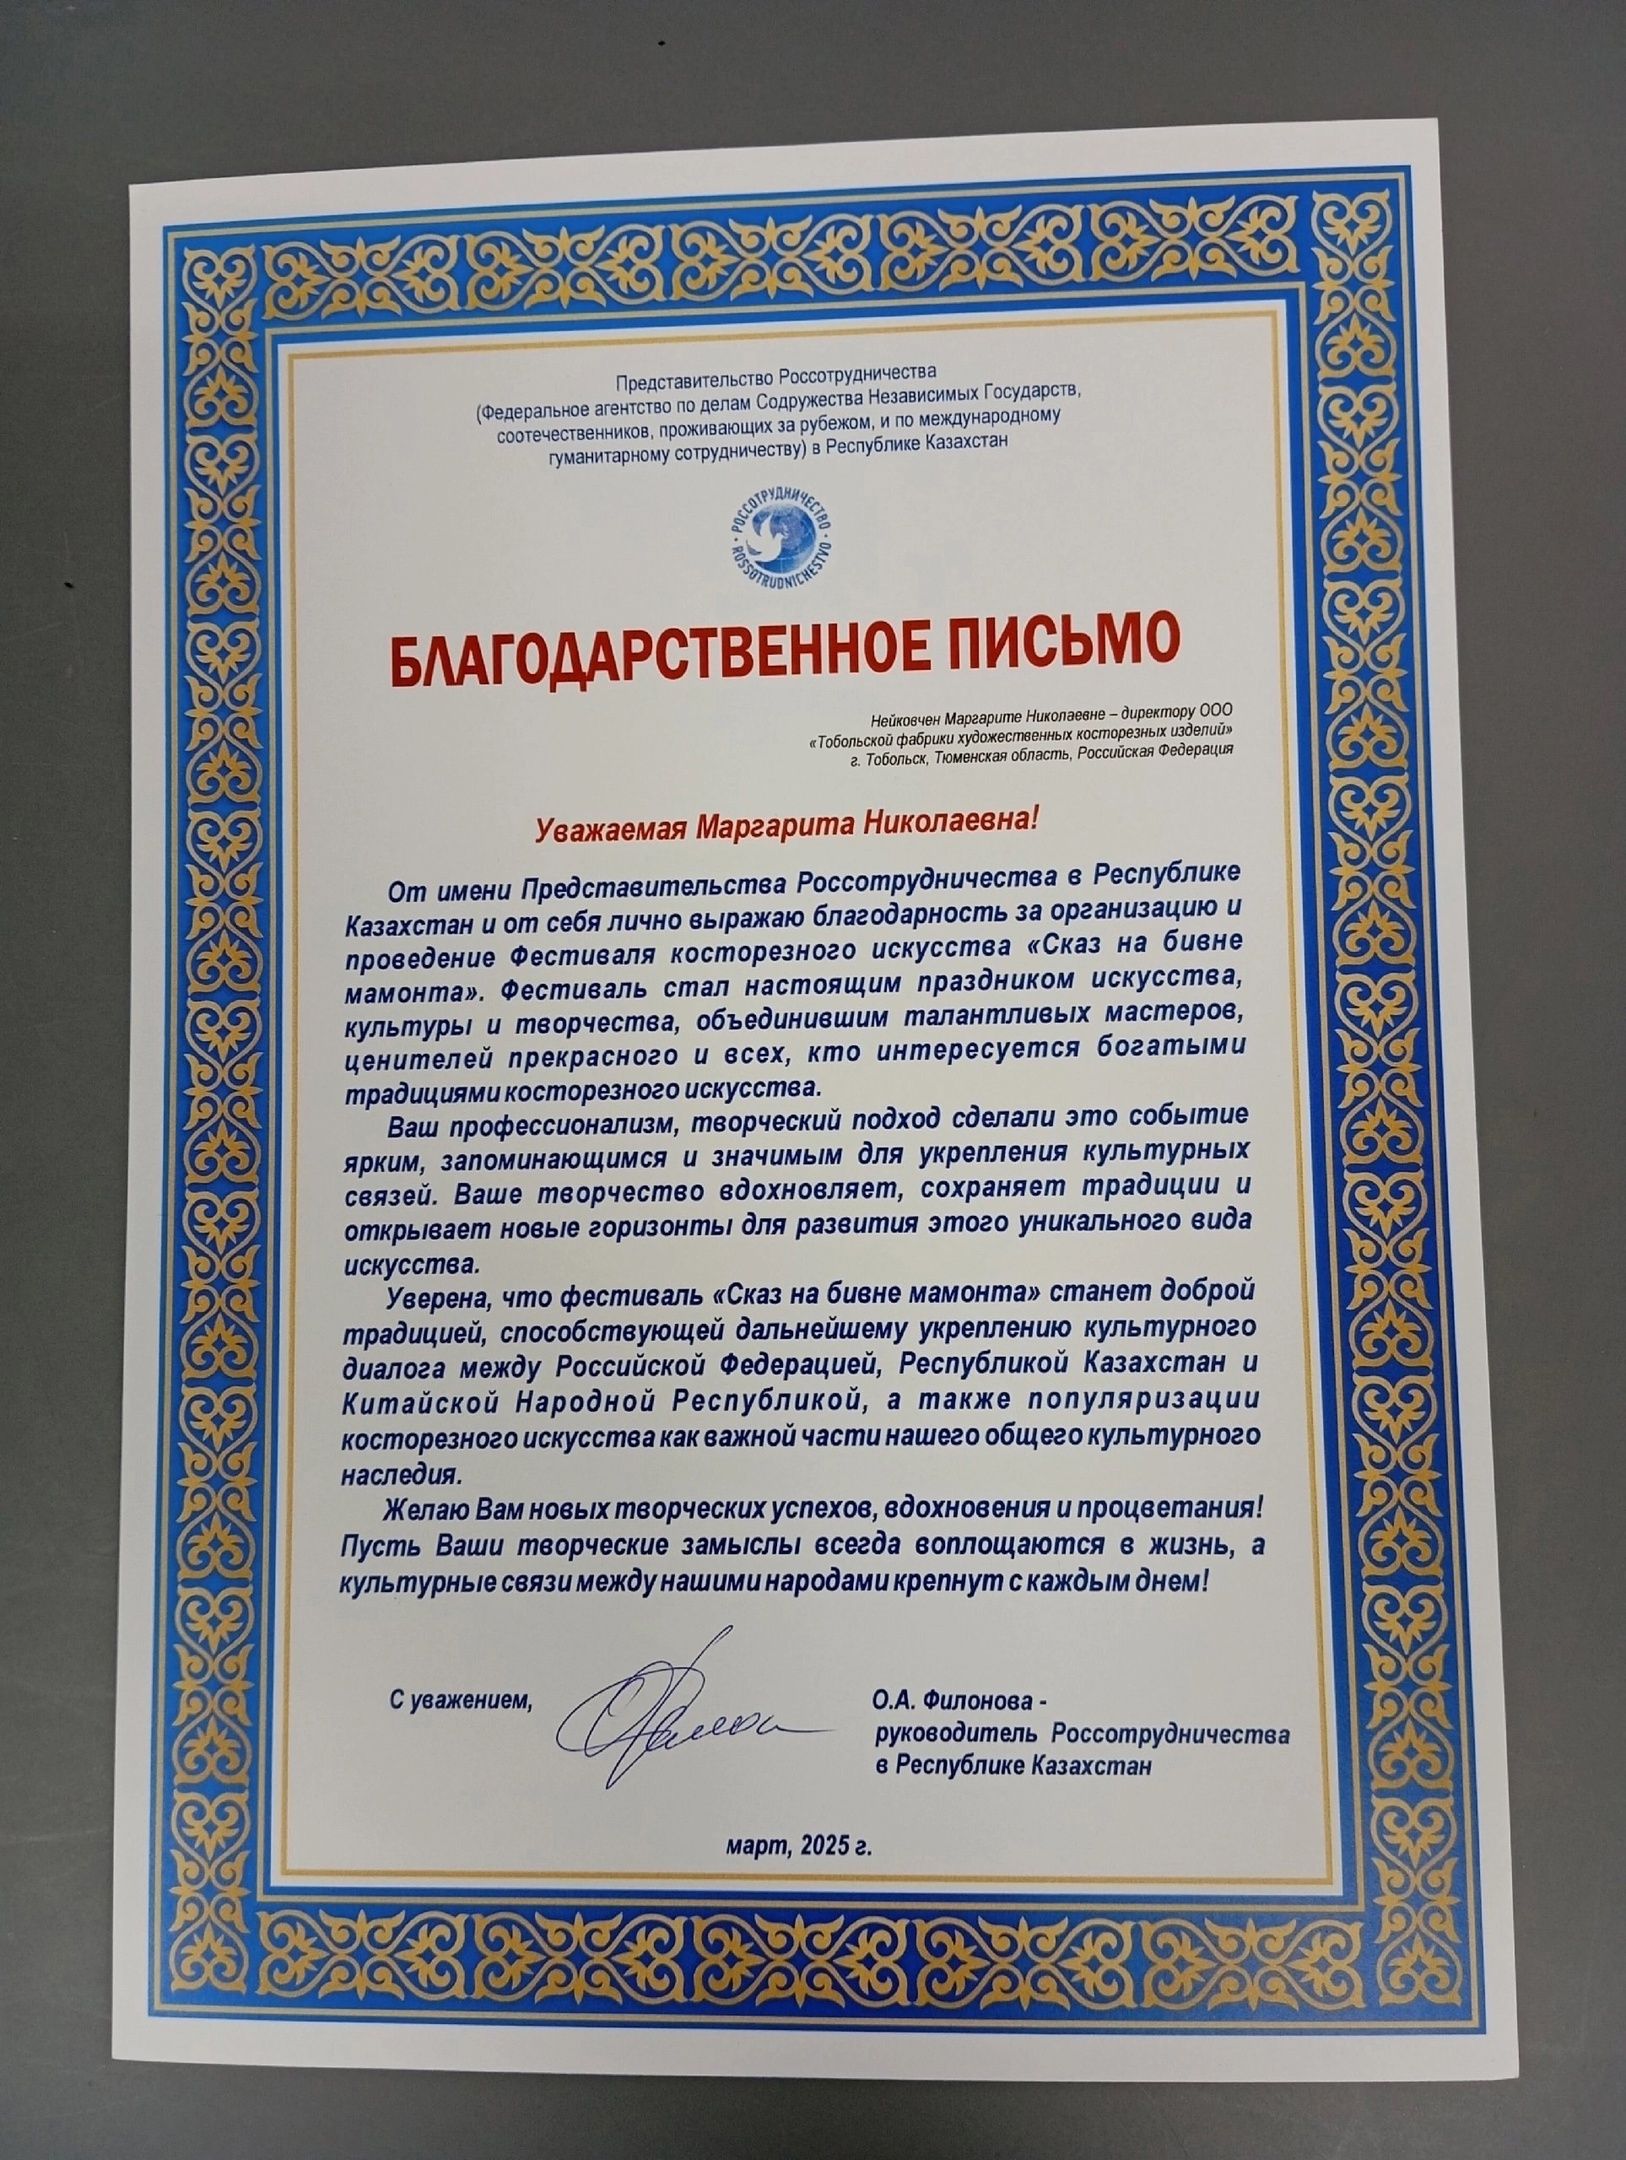 Представительство Россотрудничества
(Федеральное агентство по делам Содружества Независимых Государств,
соотечественников, проживающих за рубежом, и по международному
гуманитарному сотрудничеству) в Республике Казахстан
РОССОТРУДНИЧЕСТВО
ROSSOTRUDNICHESTVO
БЛАГОДАРСТВЕННОЕ ПИСЬМО
Нейковчен Маргарите Николаевне – директору ООО
«Тобольской фабрики художественных косторезных изделий»
г. Тобольск, Тюменская область, Российская Федерация
Уважаемая Маргарита Николаевна!
От имени Представительства Россотрудничества в Республике
Казахстан и от себя лично выражаю благодарность за организацию и
проведение Фестиваля косторезного искусства «Сказ на бивне
мамонта». Фестиваль стал настоящим праздником искусства,
культуры и творчества, объединившим талантливых мастеров,
ценителей прекрасного и всех, кто интересуется богатыми
традициями косторезного искусства.
Ваш профессионализм, творческий подход сделали это событие
ярким, запоминающимся и значимым для укрепления культурных
связей. Ваше творчество вдохновляет, сохраняет традиции и
открывает новые горизонты для развития этого уникального вида
искусства.
Уверена, что фестиваль «Сказ на бивне мамонта» станет доброй
традицией, способствующей дальнейшему укреплению культурного
диалога между Российской Федерацией, Республикой Казахстан и
Китайской Народной Республикой, а также популяризации
косторезного искусства как важной части нашего общего культурного
наследия.
Желаю Вам новых творческих успехов, вдохновения и процветания!
Пусть Ваши творческие замыслы всегда воплощаются в жизнь, а
культурные связи между нашими народами крепнут с каждым днем!
С уважением,
О.А. Филонова -
руководитель Россотрудничества
в Республике Казахстан
март, 2025 г.